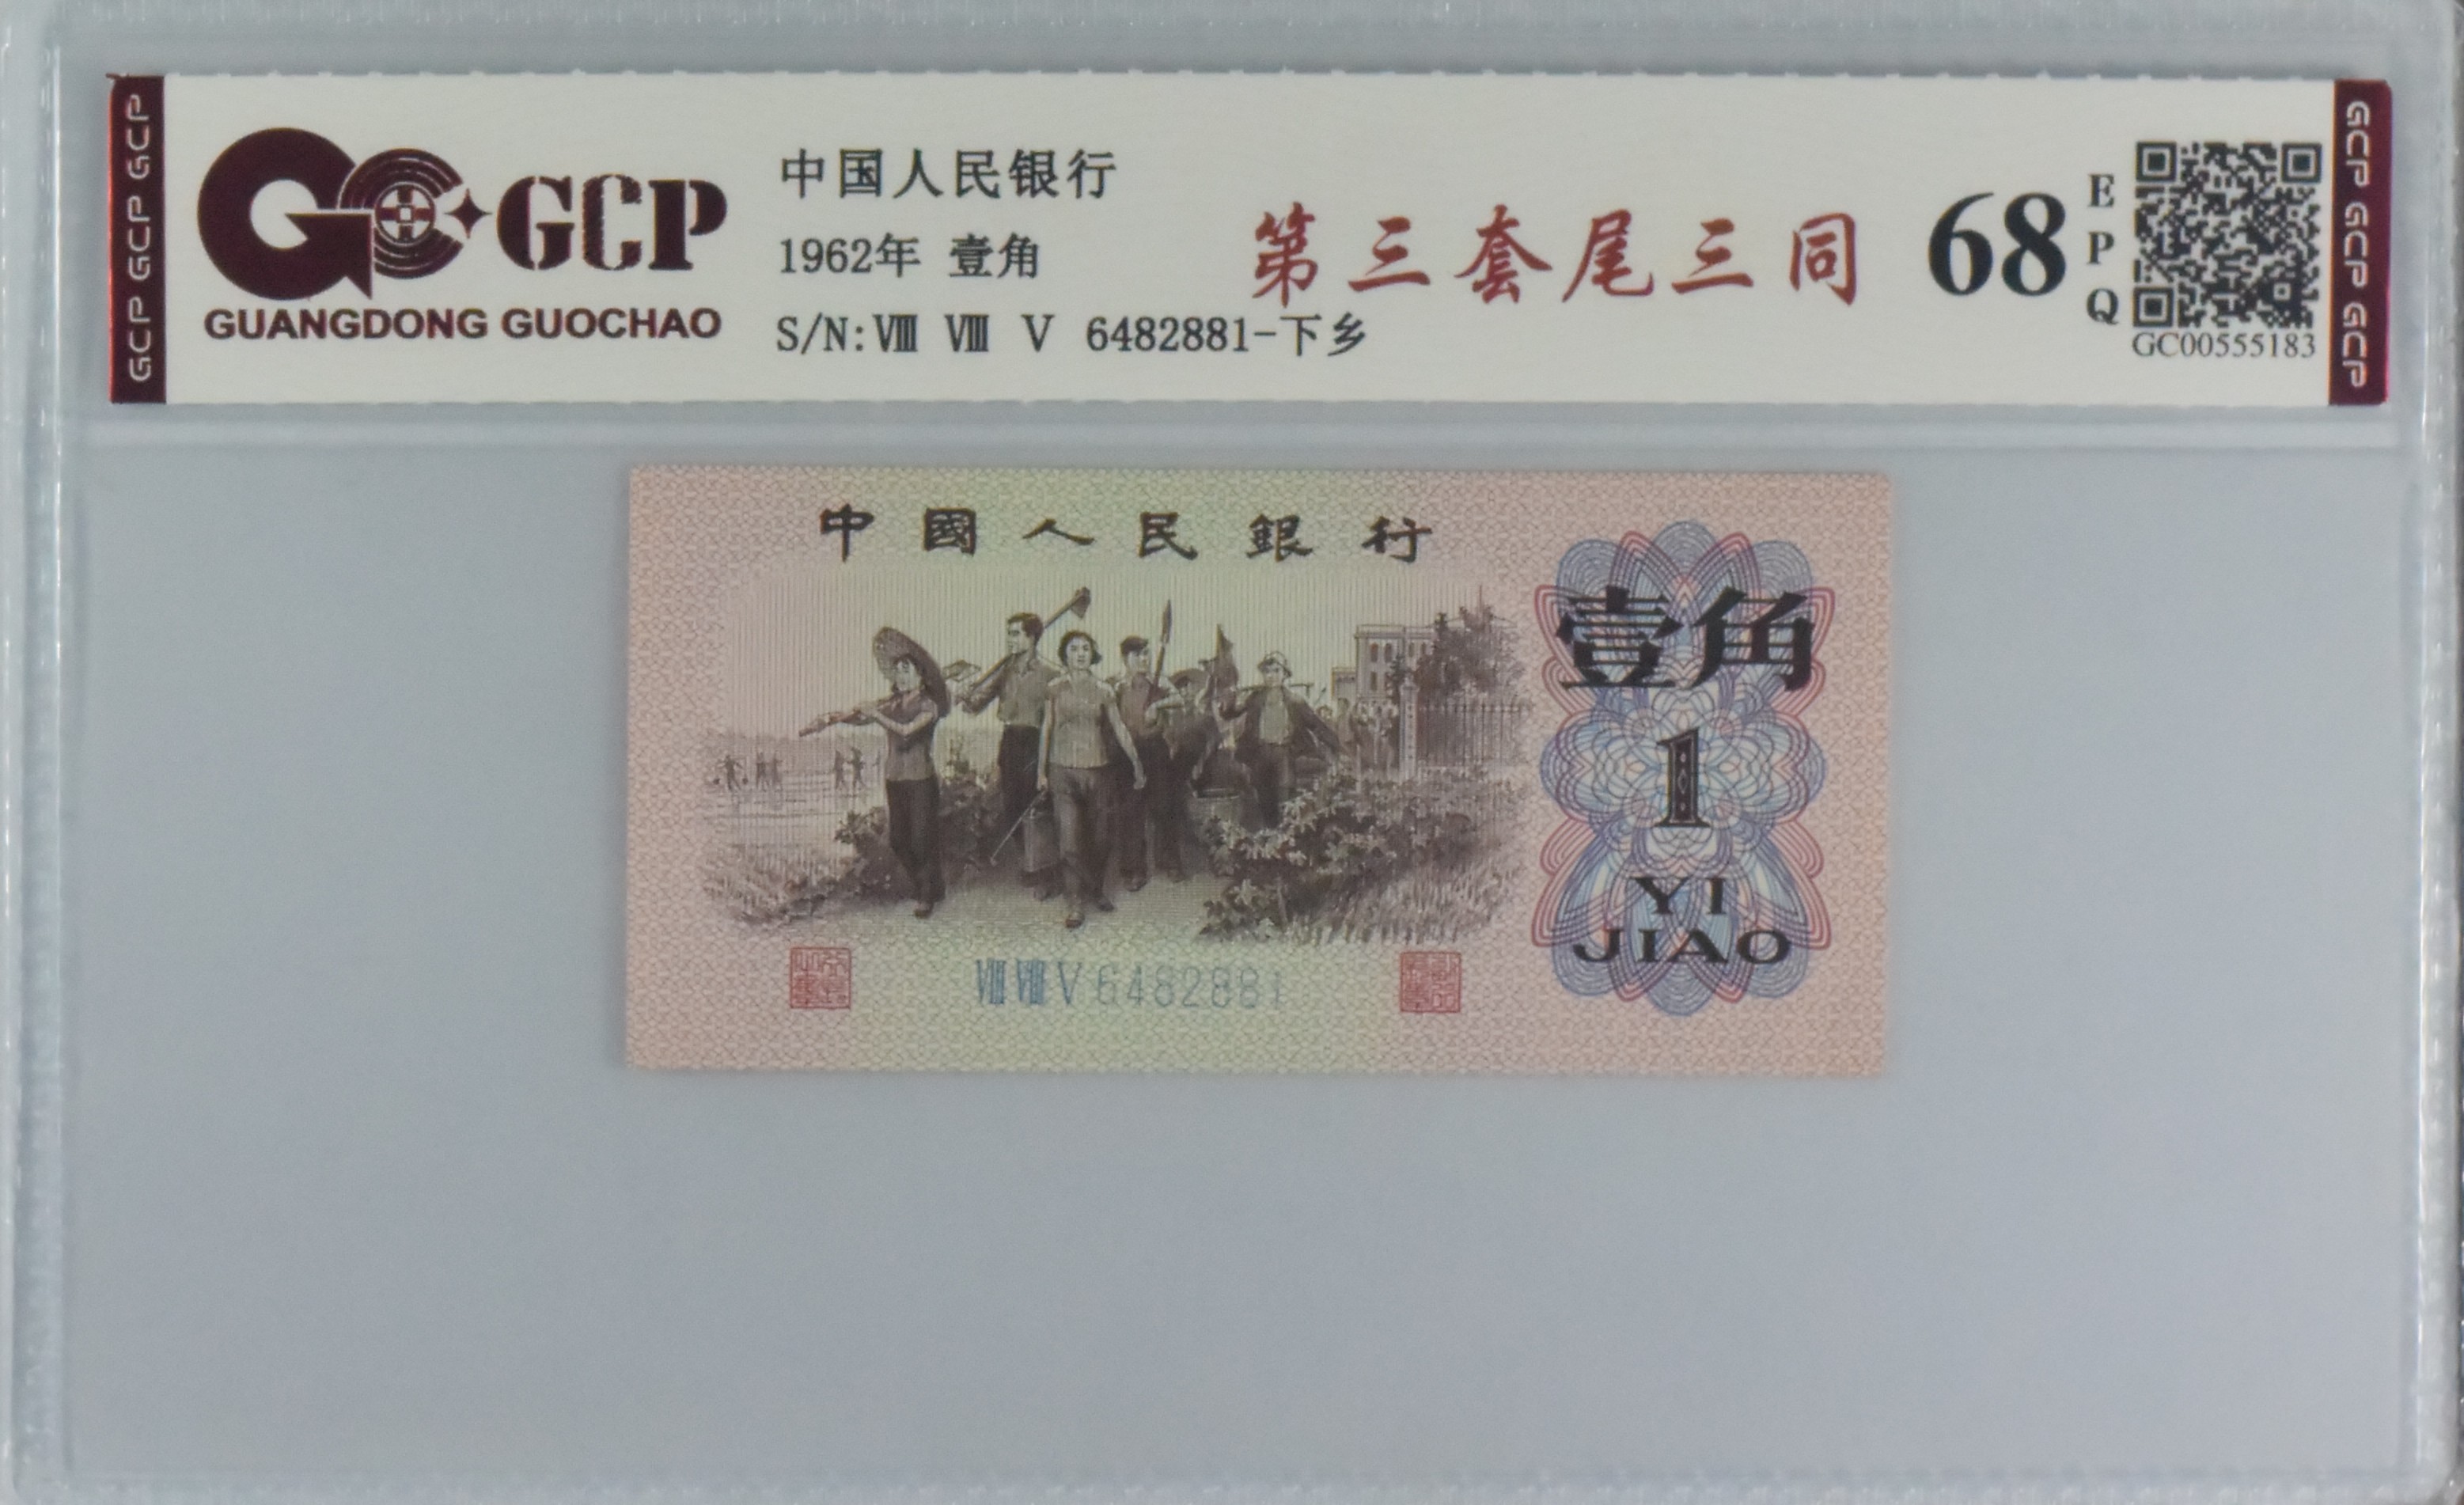 GCP GCP GCP
GCP
GUANGDONG GUOCHAO
中国人民银行
1962年 壹角
S/N:Ⅷ Ⅷ Ⅴ 6482881-下乡
第三套尾三同
68
EPQ
GC00555183
GCP GCP GCP
中國人民銀行
壹角
1
YI
JIAO
ⅧⅧⅤ6482881